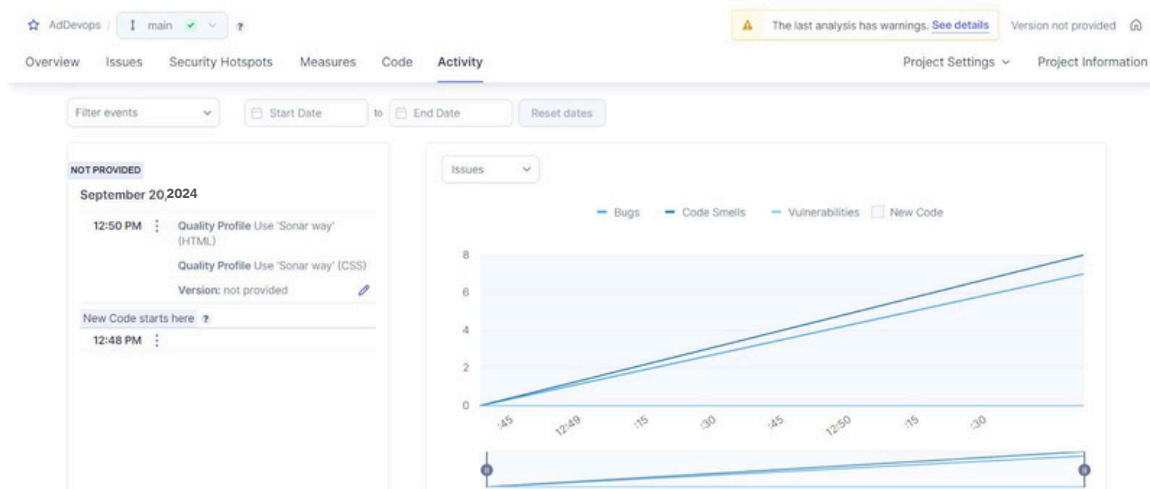 AdDevops / main ?
The last analysis has warnings. See details Version not provided
Overview Issues Security Hotspots Measures Code Activity Project Settings Project Information
Filter events Start Date to End Date Reset dates
NOT PROVIDED
September 20,2024
12:50 PM Quality Profile Use 'Sonar way'
(HTML)
Quality Profile Use 'Sonar way' (CSS)
Version: not provided
New Code starts here ?
12:48 PM
Issues
Bugs Code Smells Vulnerabilities New Code
8
6
4
2
0
:45 12:49 :15 :30 :45 12:50 :15 :30